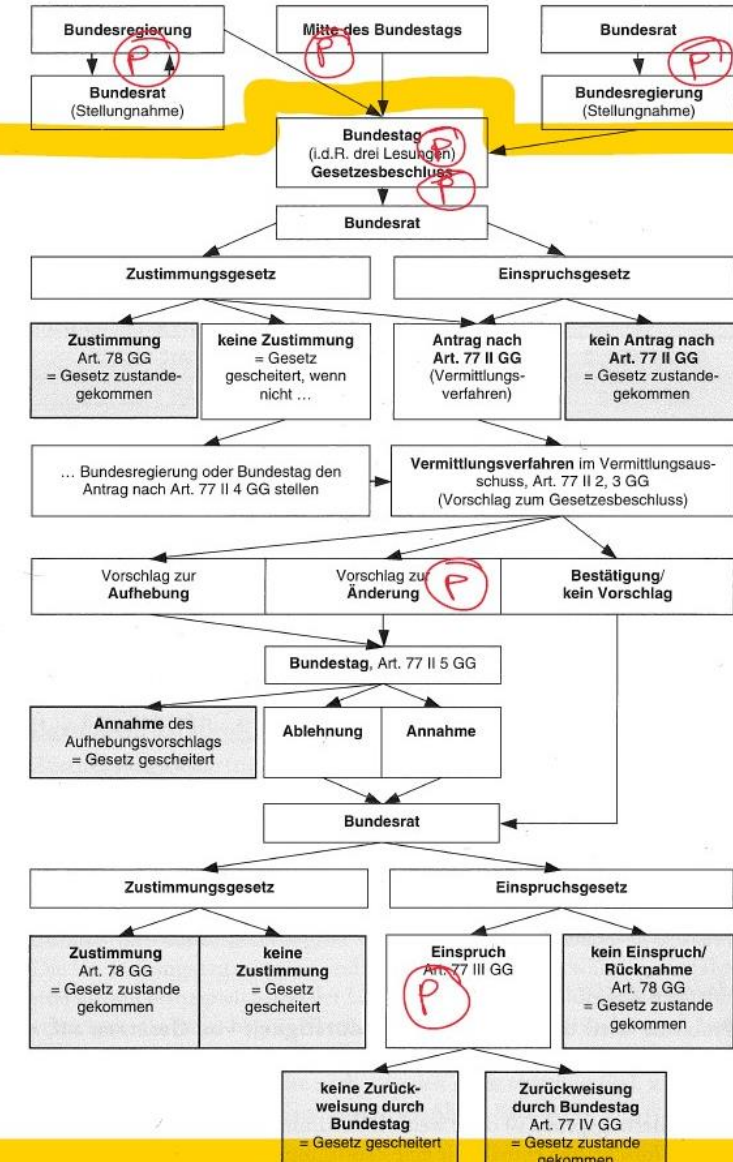 Bundesregierung
P
Bundesrat
(Stellungnahme)
Mitte des Bundestags
P
Bundesrat
P
Bundesregierung
(Stellungnahme)
Bundestag
(i.d.R. drei Lesungen)
Gesetzesbeschluss
P
P
Bundesrat
Zustimmungsgesetz
Einspruchsgesetz
Zustimmung
Art. 78 GG
= Gesetz zustande-
gekommen
keine Zustimmung
= Gesetz
gescheitert, wenn
nicht ...
Antrag nach
Art. 77 II GG
(Vermittlungs-
verfahren)
kein Antrag nach
Art. 77 II GG
= Gesetz zustande-
gekommen
... Bundesregierung oder Bundestag den
Antrag nach Art. 77 II 4 GG stellen
Vermittlungsverfahren im Vermittlungsaus-
schuss, Art. 77 II 2, 3 GG
(Vorschlag zum Gesetzesbeschluss)
Vorschlag zur
Aufhebung
Vorschlag zur
Änderung
P
Bestätigung/
kein Vorschlag
Bundestag, Art. 77 II 5 GG
Annahme des
Aufhebungsvorschlags
= Gesetz gescheitert
Ablehnung
Annahme
Bundesrat
Zustimmungsgesetz
Einspruchsgesetz
Zustimmung
Art. 78 GG
= Gesetz zustande
gekommen
keine
Zustimmung
= Gesetz
gescheitert
Einspruch
Art. 77 III GG
P
kein Einspruch/
Rücknahme
Art. 78 GG
= Gesetz zustande
gekommen
keine Zurück-
weisung durch
Bundestag
= Gesetz gescheitert
Zurückweisung
durch Bundestag
Art. 77 IV GG
= Gesetz zustande
gekommen